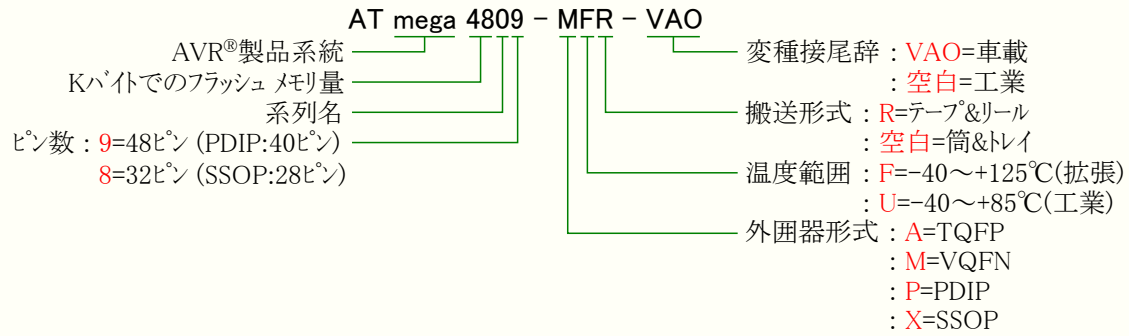 AT mega 4809 - MFR - VAO
AVR®製品系統
Kバイトでのフラッシュ メモリ量
系列名
ピン数 : 9=48ピン (PDIP:40ピン)
8=32ピン (SSOP:28ピン)
変種接尾辞 : VAO=車載
: 空白=工業
搬送形式 : R=テープ&リール
: 空白=筒&トレイ
温度範囲 : F=-40～+125℃(拡張)
: U=-40～+85℃(工業)
外囲器形式 : A=TQFP
: M=VQFN
: P=PDIP
: X=SSOP